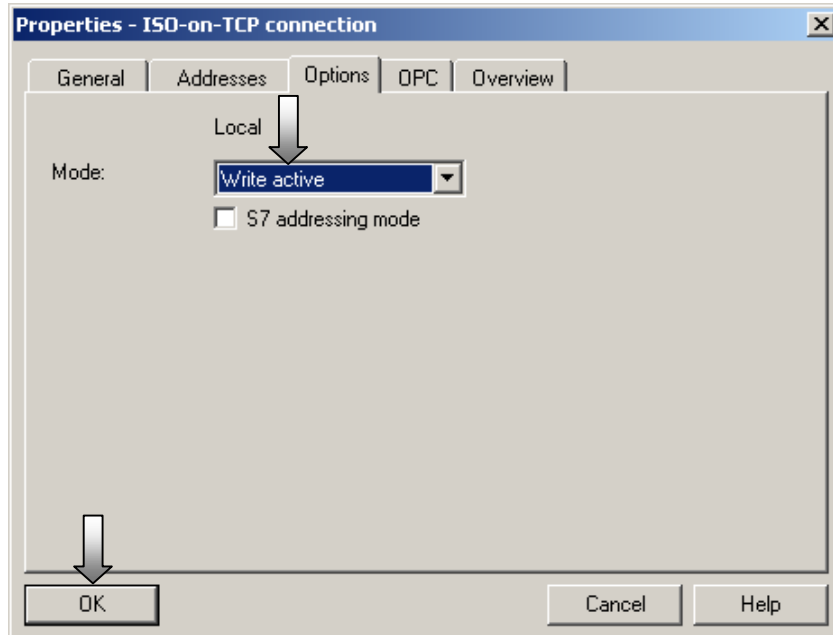 Properties - ISO-on-TCP connection
General Addresses Options OPC Overview
Local
Mode: Write active
S7 addressing mode
OK Cancel Help